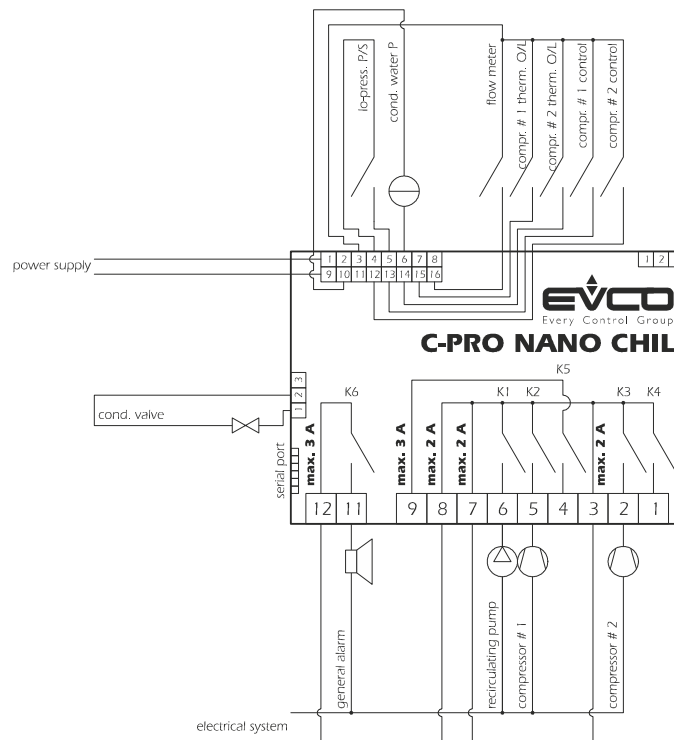 lo-press. P/S
cond. water P
flow meter
compr. # 1 therm. O/L
compr. # 2 therm. O/L
compr. # 1 control
compr. # 2 control
power supply
1 2 3 4 5 6 7 8
9 10 11 12 13 14 15 16
1 2
EVCO
Every Control Group
C-PRO NANO CHIL
K5
3
2
1
cond. valve
serial port
K6
K1
K2
K3
K4
max. 3 A
max. 3 A
max. 2 A
max. 2 A
max. 2 A
12 11 9 8 7 6 5 4 3 2 1
general alarm
recirculating pump
compressor # 1
compressor # 2
electrical system